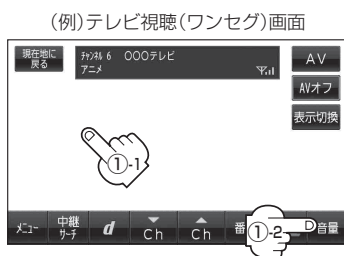 (例)テレビ視聴(ワンセグ)画面
現在地に
戻る
ﾁｬﾝﾈﾙ 6 〇〇〇テレビ
アニメ
AV
AVオフ
表示切換
①-1
ﾒﾆｭｰ
中継
ｻｰﾁ
d
Ch
Ch
番
①-2
音量